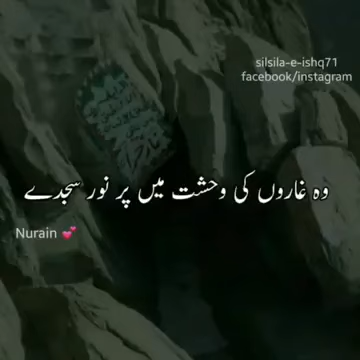 silsila-e-ishq71
facebook/instagram
وہ غاروں کی وحشت میں پر نور سجدے
Nurain 💕